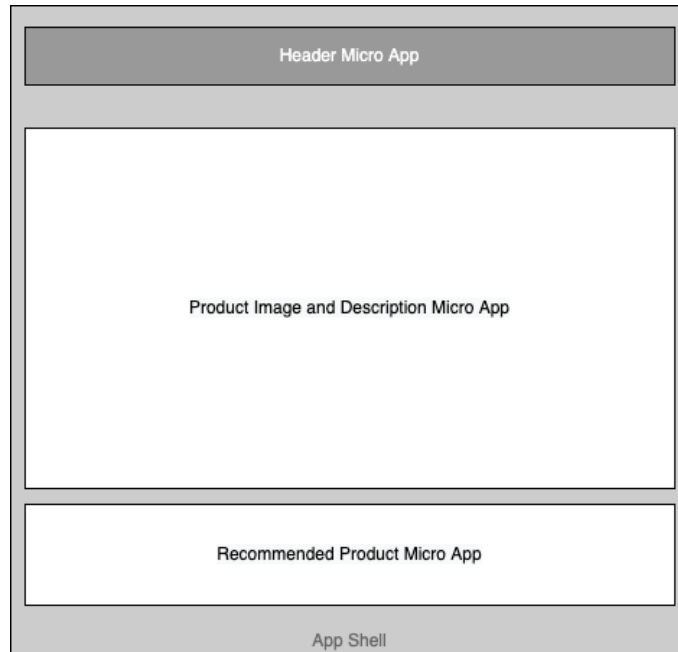 Header Micro App
Product Image and Description Micro App
Recommended Product Micro App
App Shell